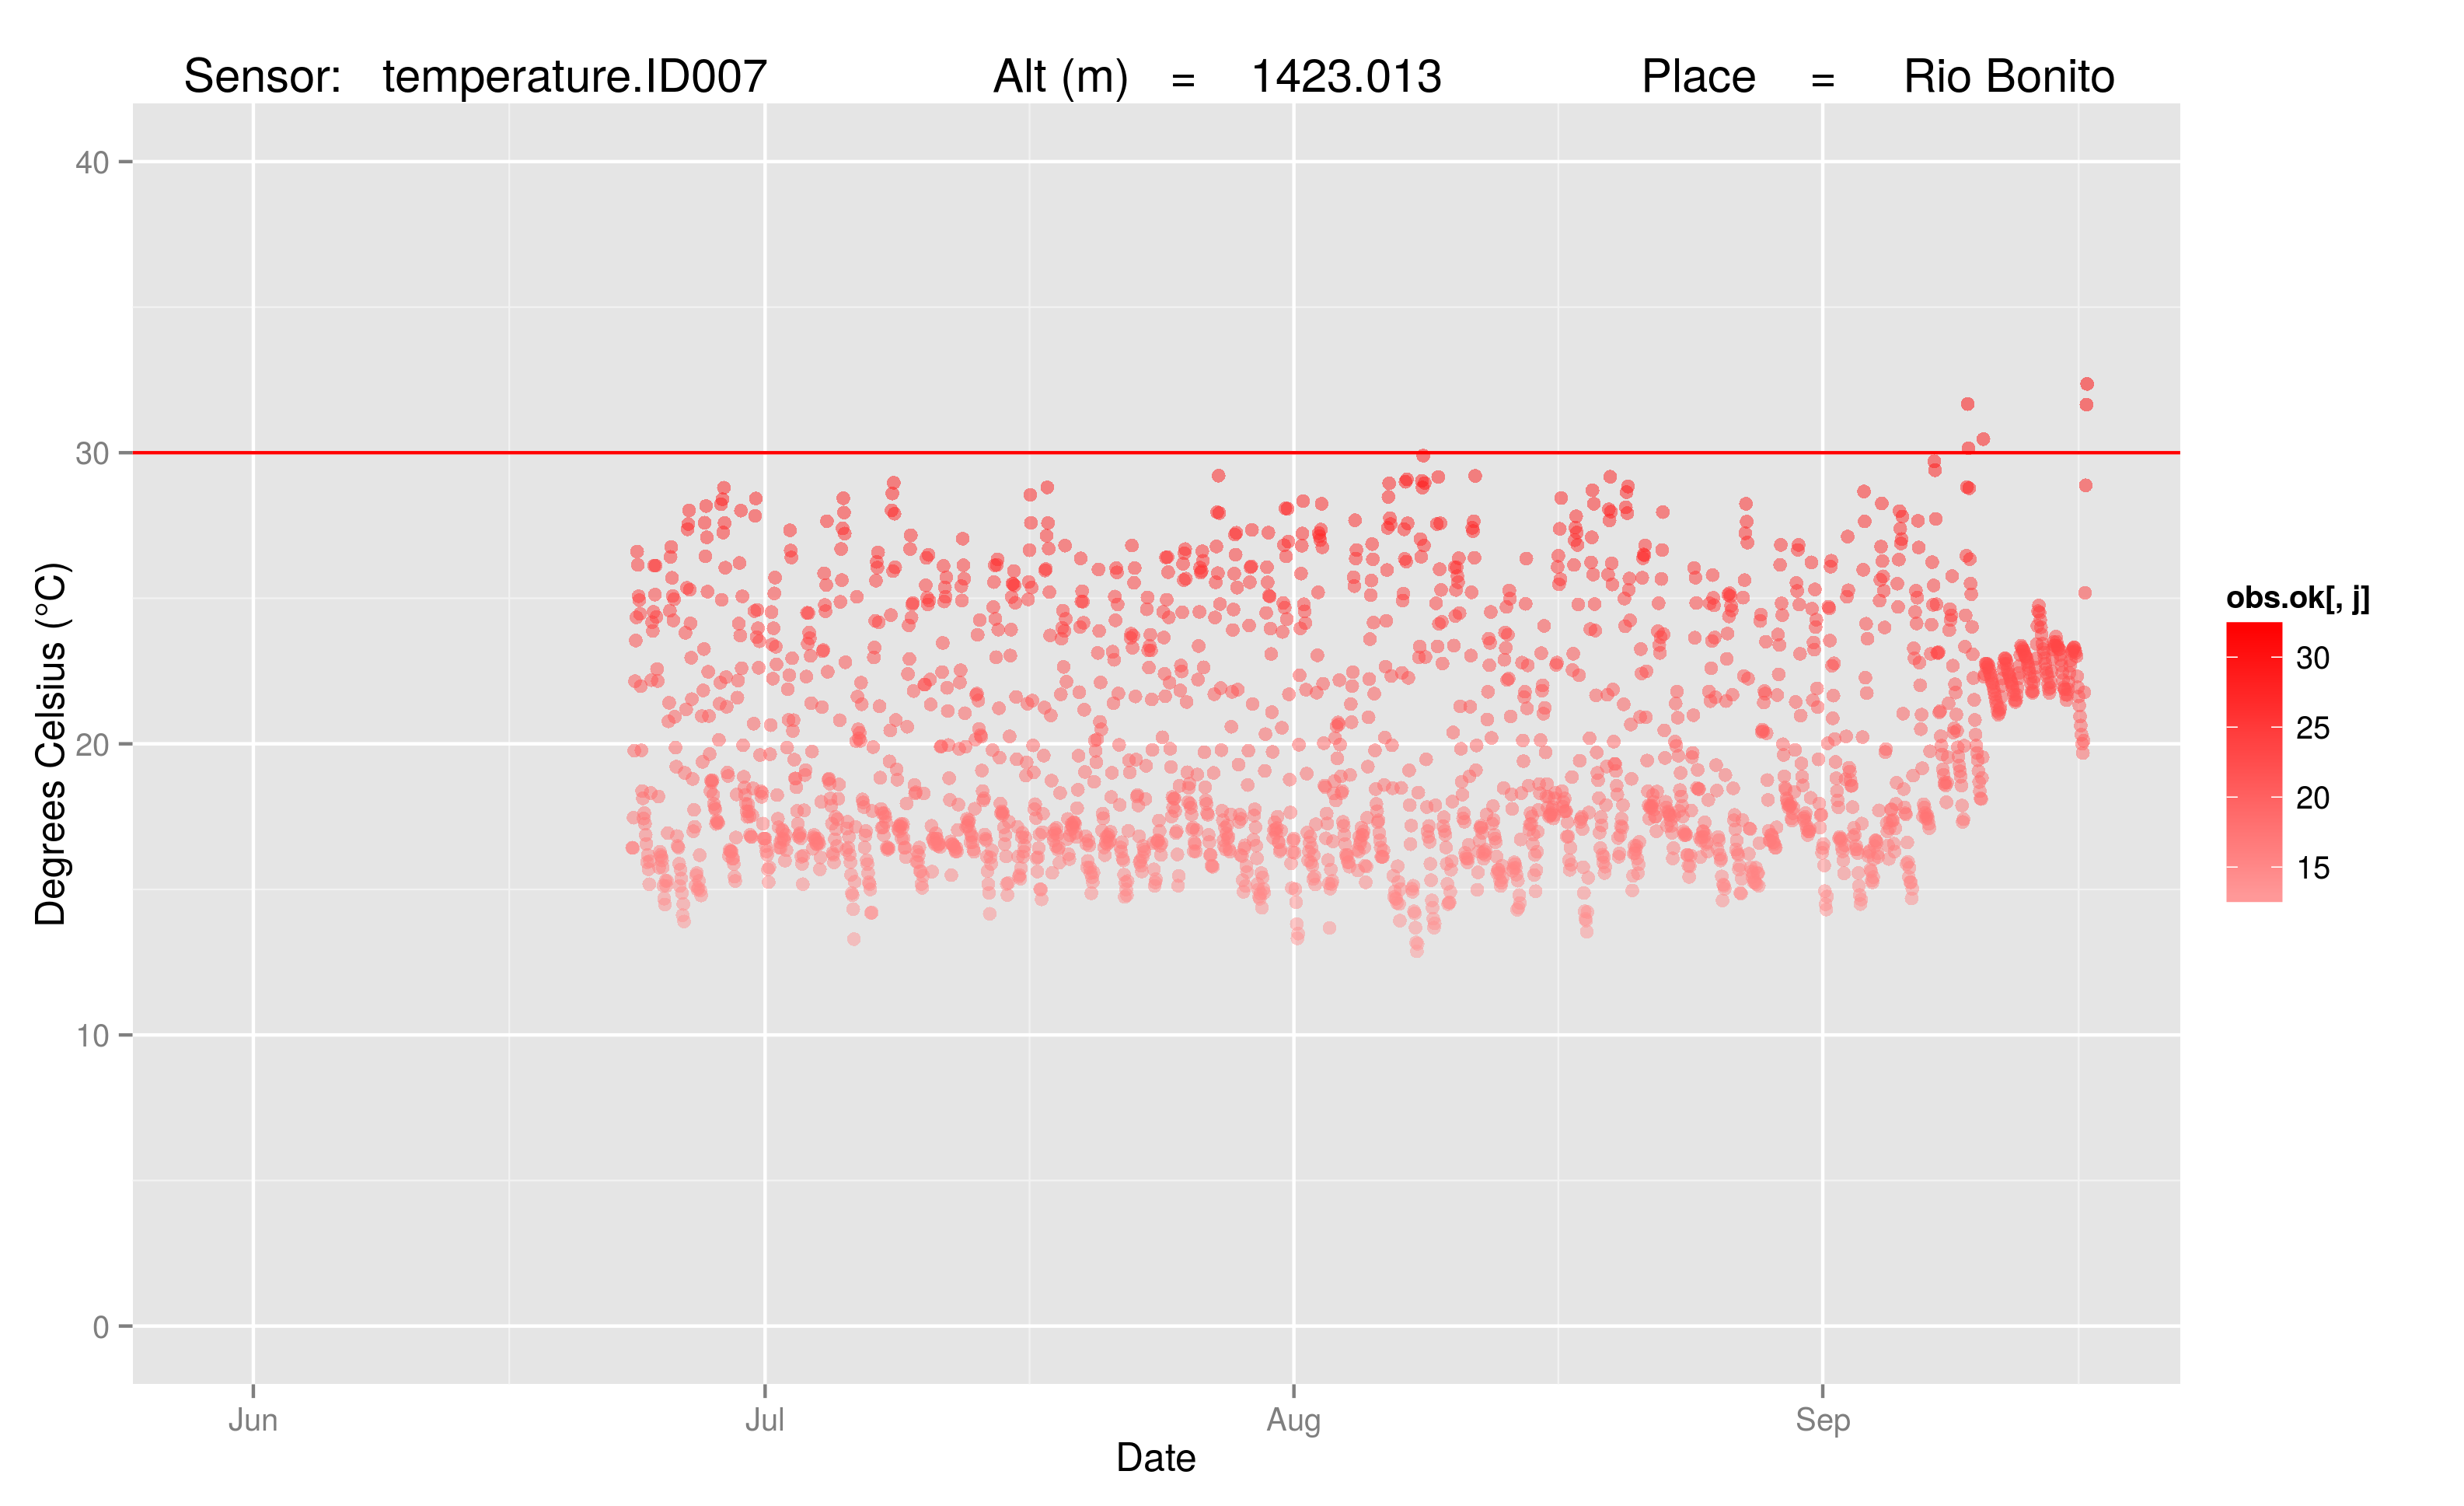 Sensor: temperature.ID007 Alt (m) = 1423.013 Place = Rio Bonito
40
30
20
10
0
Degrees Celsius (°C)
Jun Jul Aug Sep
Date
obs.ok[, j]
30
25
20
15